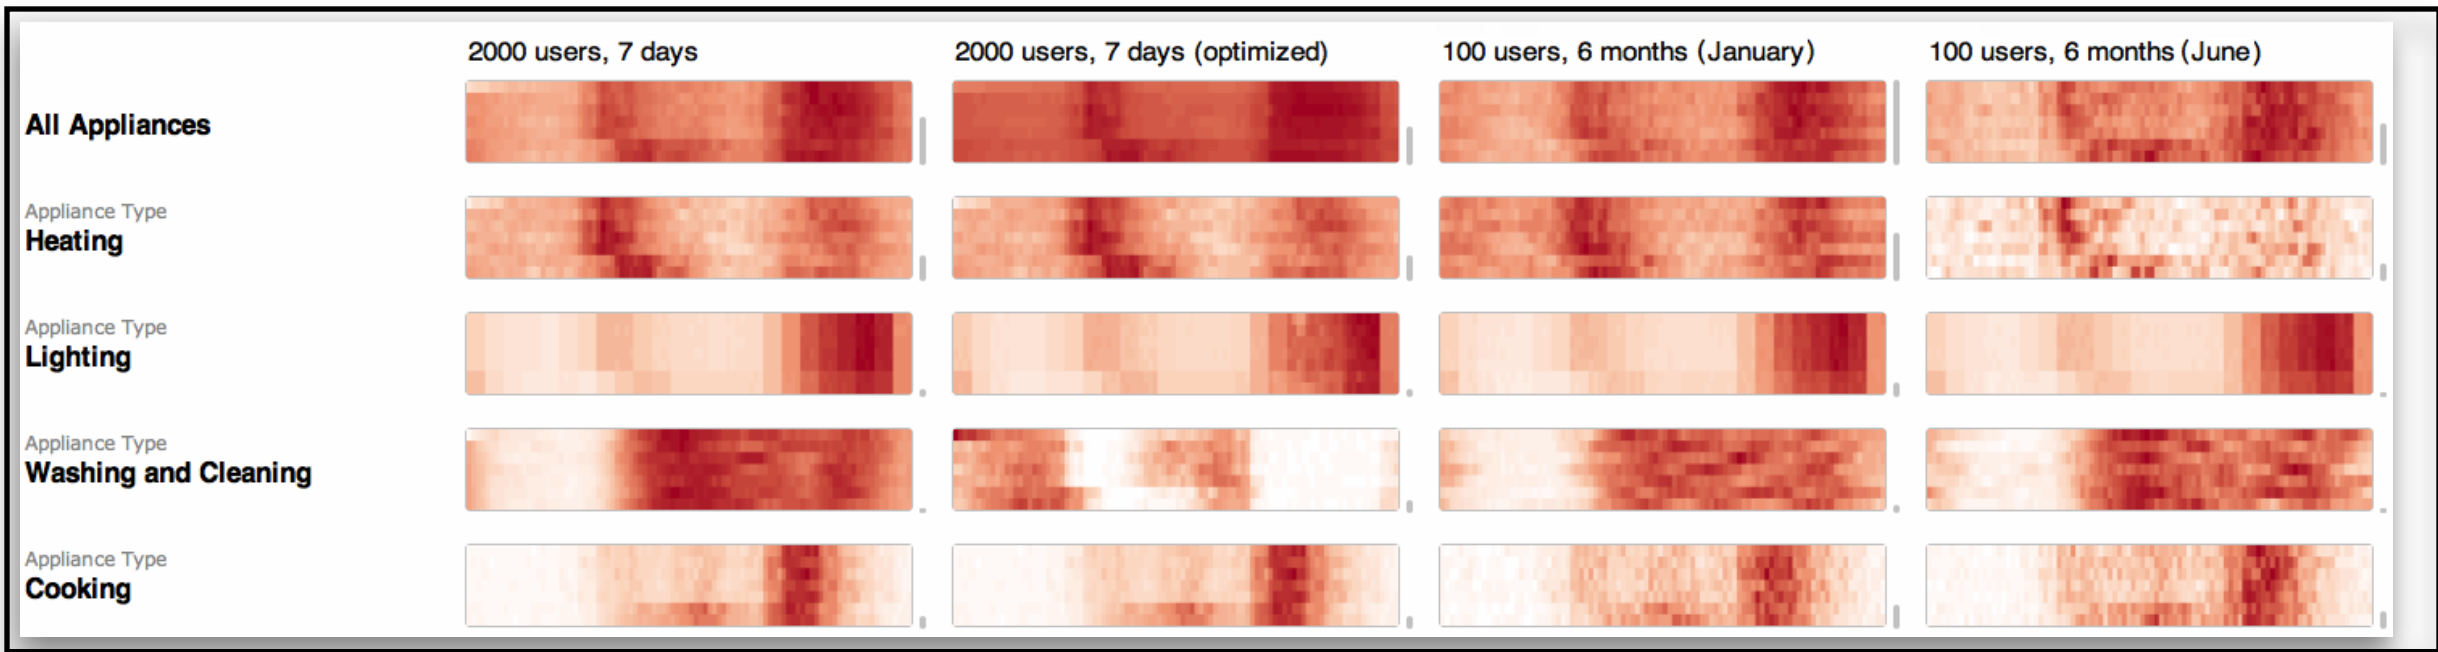 2000 users, 7 days
2000 users, 7 days (optimized)
100 users, 6 months (January)
100 users, 6 months (June)
All Appliances
Appliance Type
Heating
Appliance Type
Lighting
Appliance Type
Washing and Cleaning
Appliance Type
Cooking